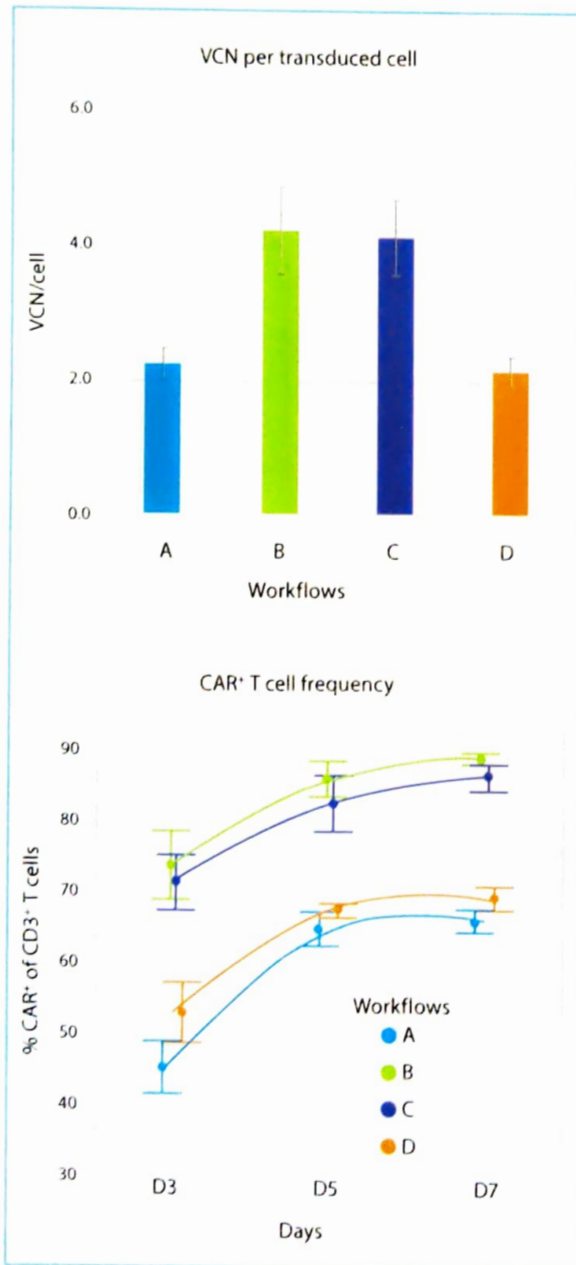 VCN per transduced cell
6.0
4.0
2.0
0.0
VCN/cell
A B C D
Workflows
CAR⁺ T cell frequency
90
80
70
60
50
40
30
% CAR⁺ of CD3⁺ T cells
Workflows
A
B
C
D
D3 D5 D7
Days